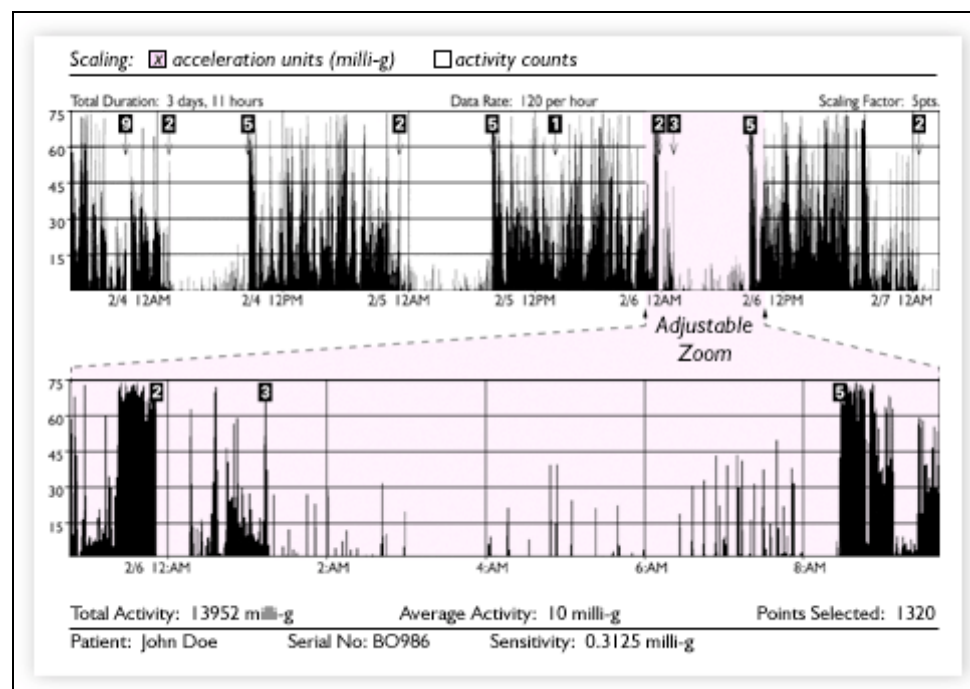 Scaling: x acceleration units (milli-g) activity counts
Total Duration: 3 days, 11 hours Data Rate: 120 per hour Scaling Factor: 5pts.
75 9 2 5 2 5 1 2 3 5 2
60
45
30
15
2/4 12AM 2/4 12PM 2/5 12AM 2/5 12PM 2/6 12AM 2/6 12PM 2/7 12AM
Adjustable
Zoom
75 2 3 5
60
45
30
15
2/6 12:AM 2:AM 4:AM 6:AM 8:AM
Total Activity: 13952 milli-g Average Activity: 10 milli-g Points Selected: 1320
Patient: John Doe Serial No: BO986 Sensitivity: 0.3125 milli-g